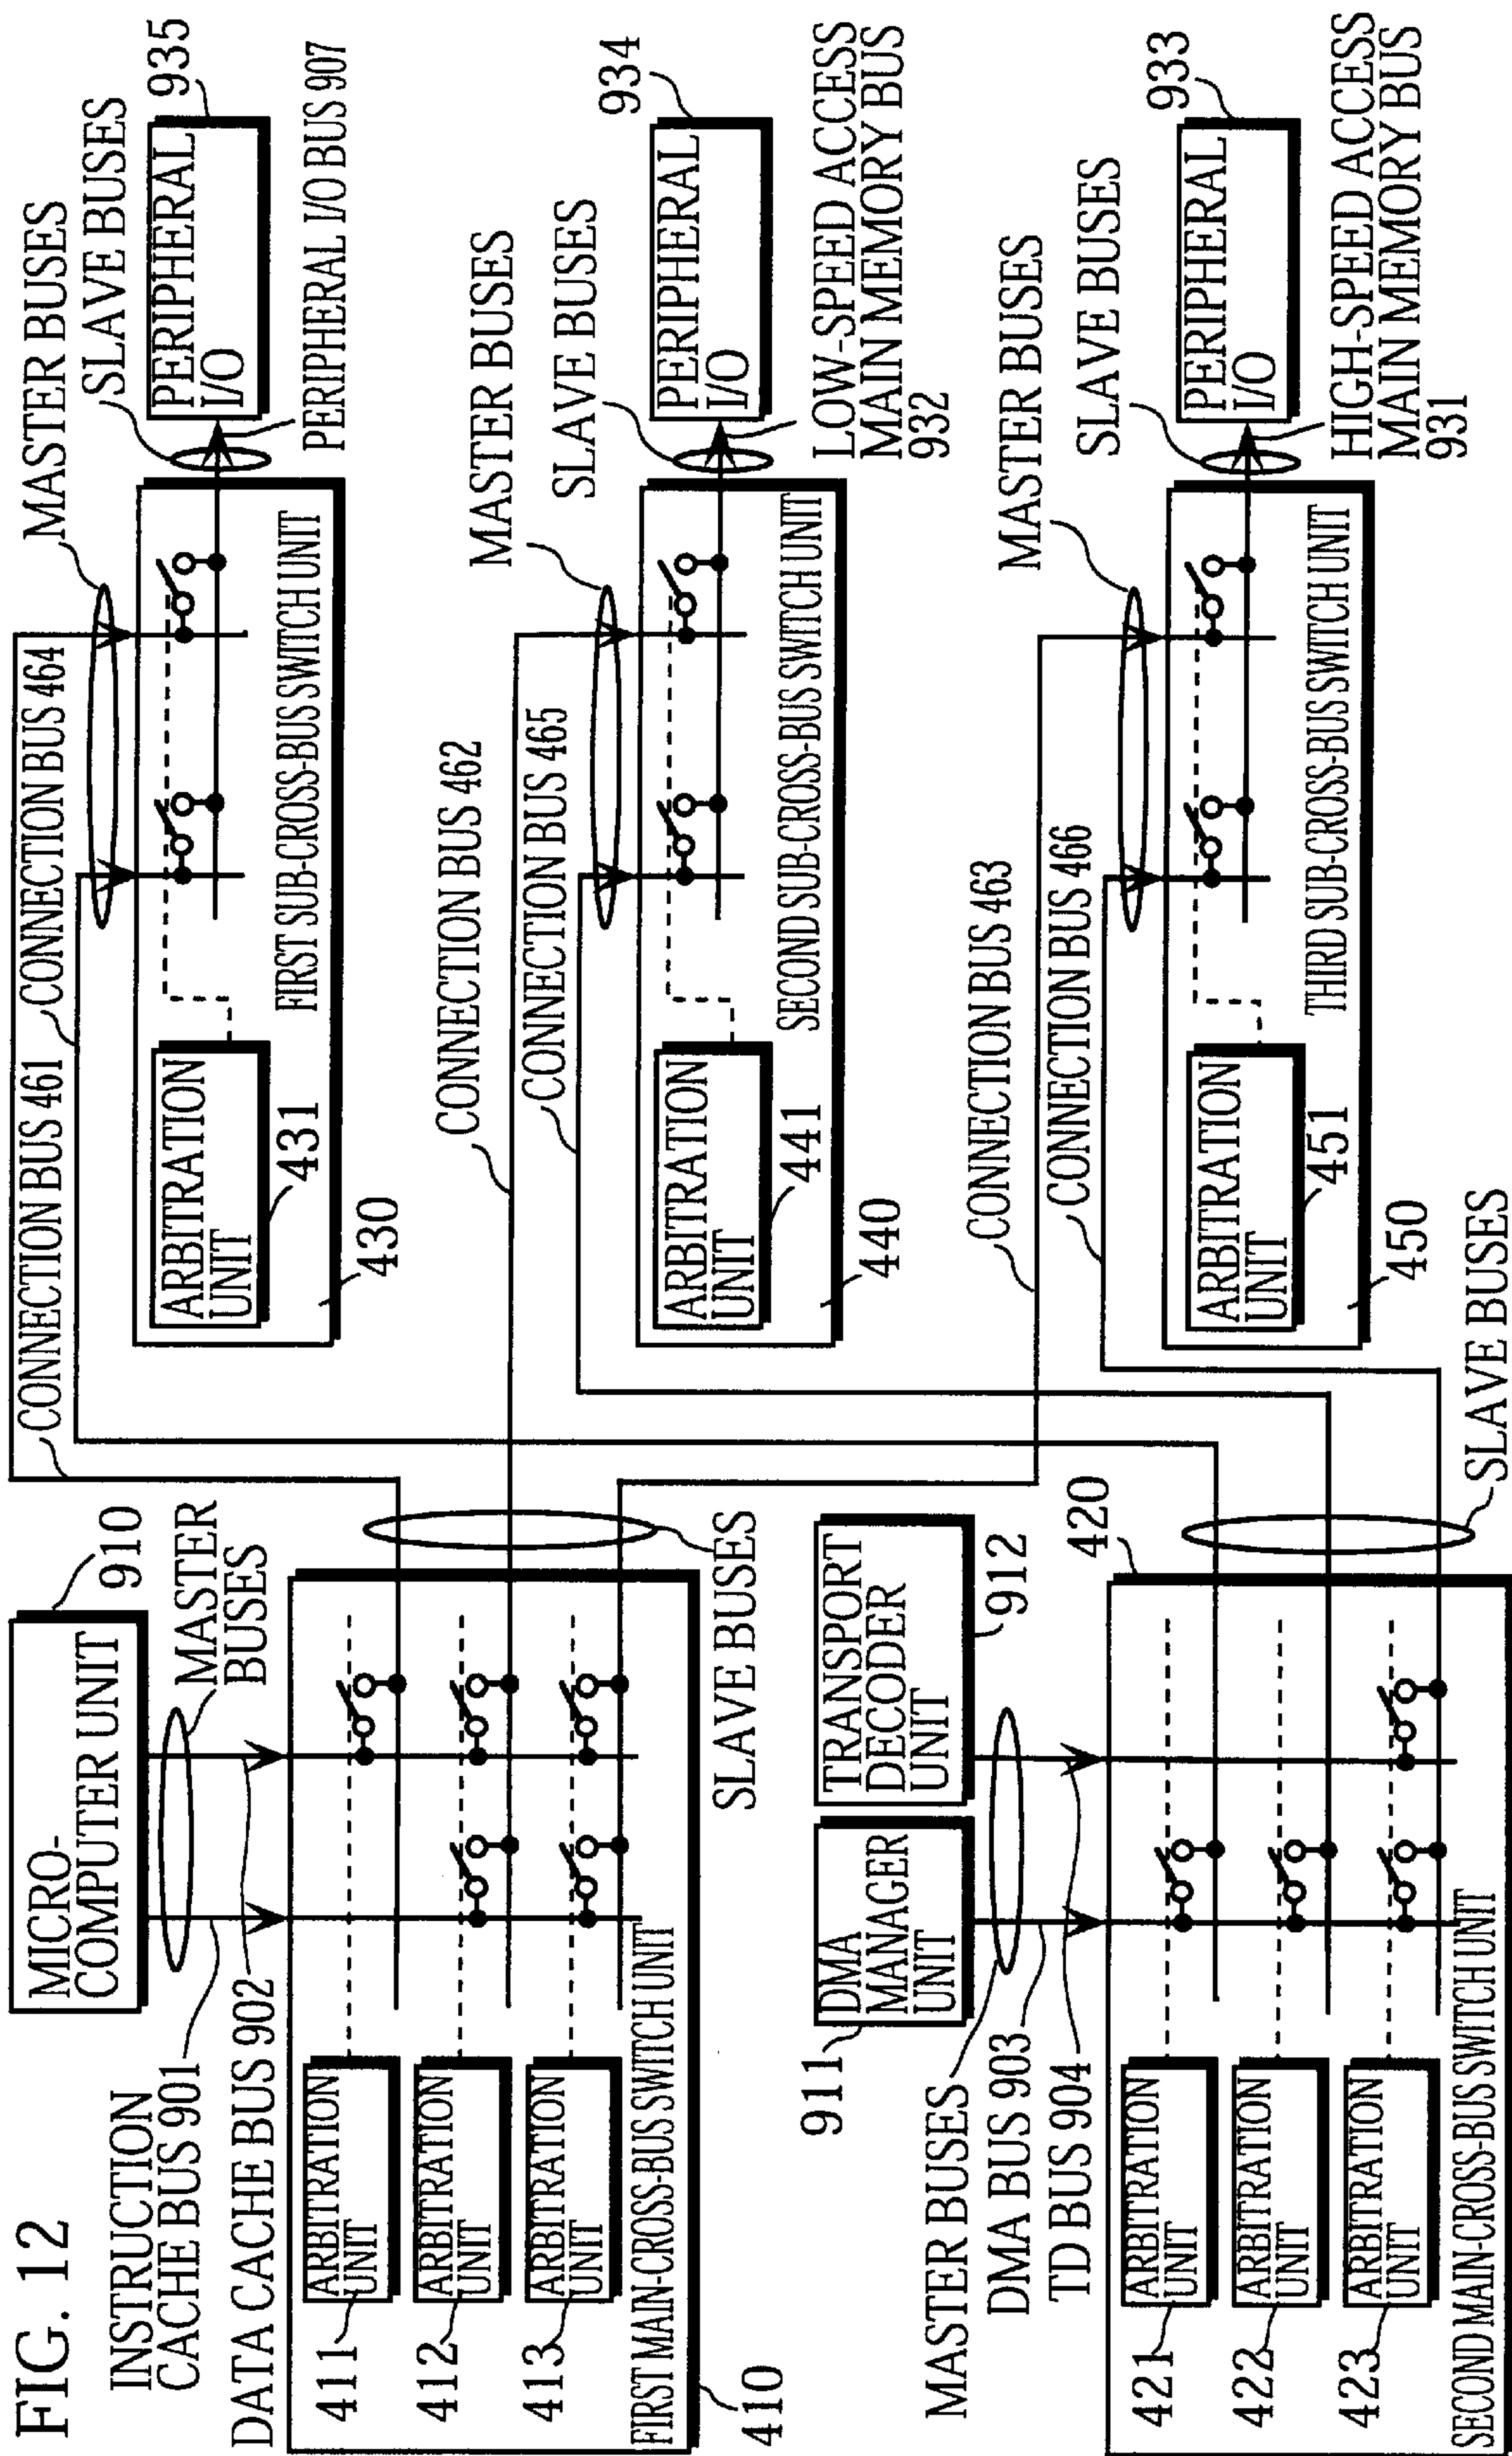 FIG. 12
INSTRUCTION
CACHE BUS 901
DATA CACHE BUS 902
MICRO-
COMPUTER UNIT
910
MASTER
BUSES
ARBITRATION
UNIT
411
ARBITRATION
UNIT
412
ARBITRATION
UNIT
413
FIRST MAIN-CROSS-BUS SWITCH UNIT
410
SLAVE BUSES
CONNECTION BUS 461
CONNECTION BUS 464
MASTER BUSES
SLAVE BUSES
ARBITRATION
UNIT
431
430
FIRST SUB-CROSS-BUS SWITCH UNIT
PERIPHERAL
I/O
935
PERIPHERAL I/O BUS 907
CONNECTION BUS 462
CONNECTION BUS 465
MASTER BUSES
SLAVE BUSES
ARBITRATION
UNIT
441
440
SECOND SUB-CROSS-BUS SWITCH UNIT
PERIPHERAL
I/O
934
LOW-SPEED ACCESS
MAIN MEMORY BUS
932
911
DMA
MANAGER
UNIT
TRANSPORT
DECODER
UNIT
912
MASTER BUSES
DMA BUS 903
TD BUS 904
ARBITRATION
UNIT
421
ARBITRATION
UNIT
422
ARBITRATION
UNIT
423
SECOND MAIN-CROSS-BUS SWITCH UNIT
420
SLAVE BUSES
CONNECTION BUS 463
CONNECTION BUS 466
MASTER BUSES
SLAVE BUSES
ARBITRATION
UNIT
451
450
THIRD SUB-CROSS-BUS SWITCH UNIT
PERIPHERAL
I/O
933
HIGH-SPEED ACCESS
MAIN MEMORY BUS
931